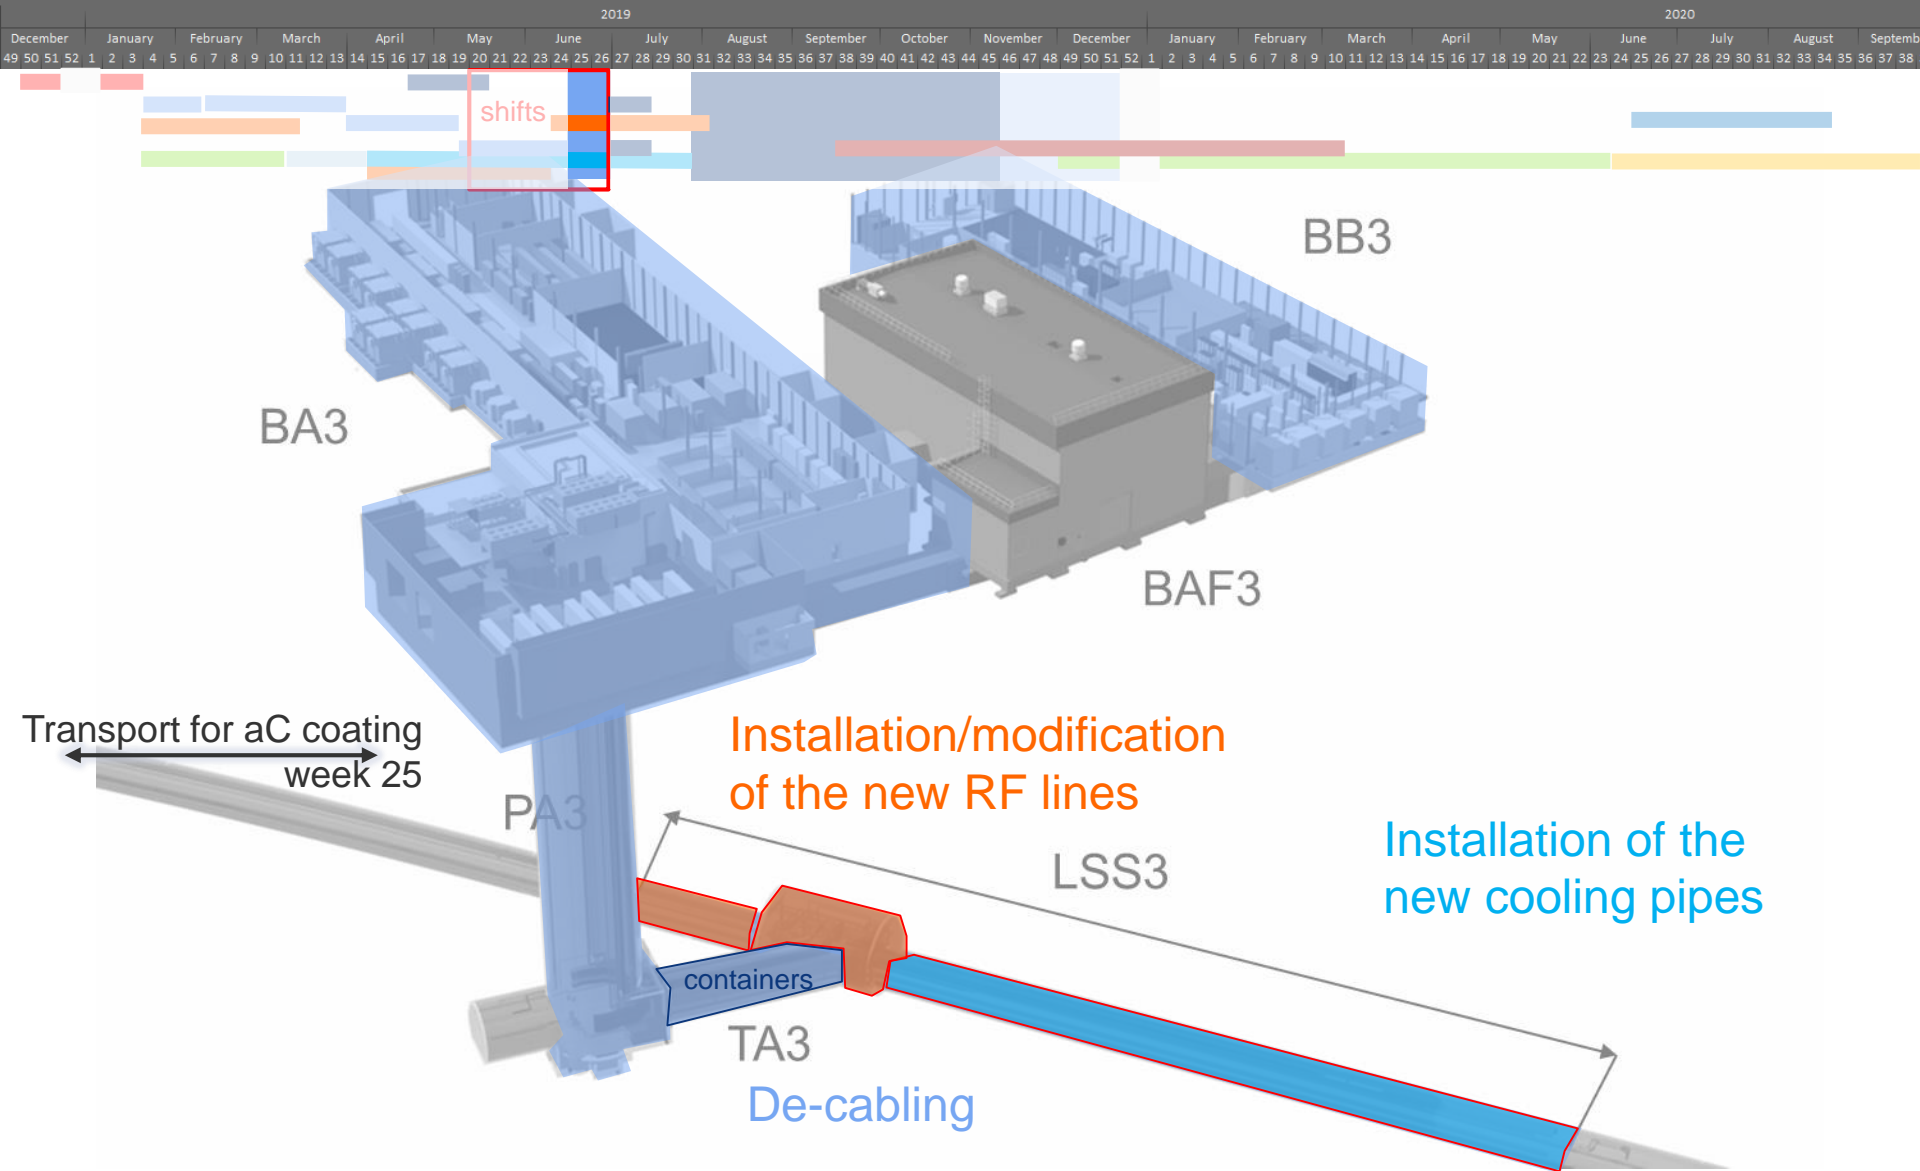 2019 2020
December January February March April May June July August September October November December January February March April May June July August Septemb
49 50 51 52 1 2 3 4 5 6 7 8 9 10 11 12 13 14 15 16 17 18 19 20 21 22 23 24 25 26 27 28 29 30 31 32 33 34 35 36 37 38 39 40 41 42 43 44 45 46 47 48 49 50 51 52 1 2 3 4 5 6 7 8 9 10 11 12 13 14 15 16 17 18 19 20 21 22 23 24 25 26 27 28 29 30 31 32 33 34 35 36 37 38
shifts
BB3
BA3
BAF3
Transport for aC coating
week 25
Installation/modification
of the new RF lines
PA3
LSS3
Installation of the
new cooling pipes
containers
TA3
De-cabling